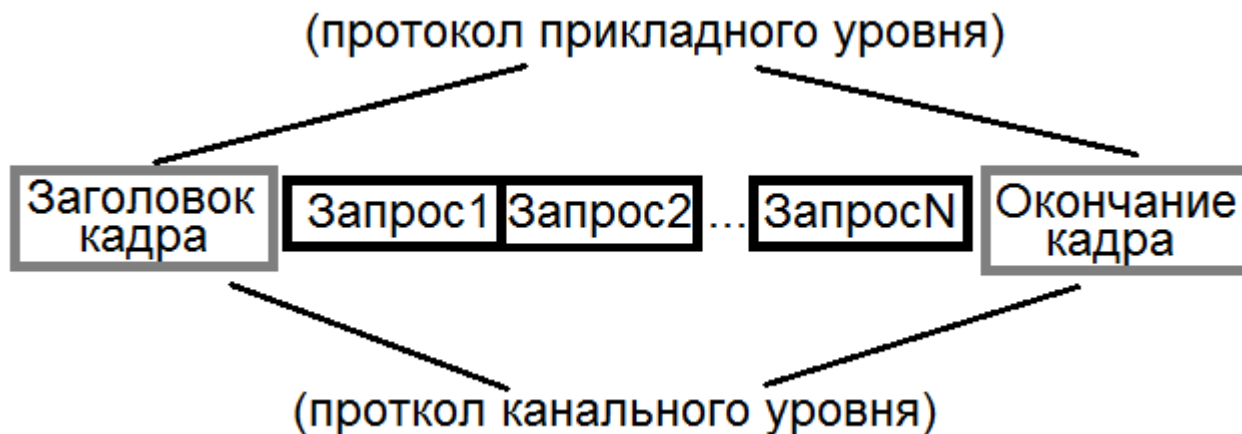 (протокол прикладного уровня)
Заголовок
кадра
Запрос1 Запрос2 ... ЗапросN
Окончание
кадра
(проткол канального уровня)